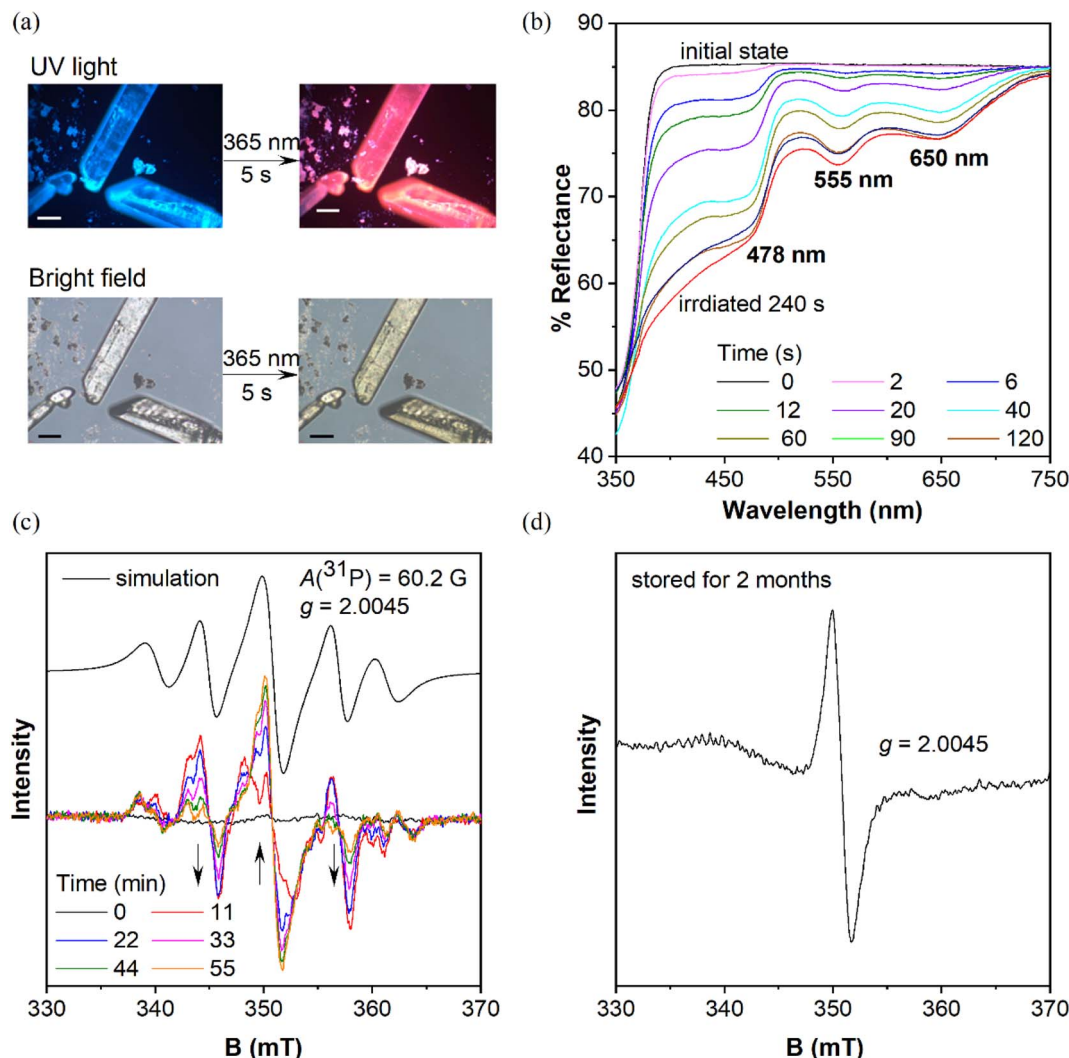 (a)
UV light
365 nm
5 s
Bright field
365 nm
5 s
(b)
90
80
70
60
50
40
% Reflectance
initial state
650 nm
555 nm
478 nm
irrdiated 240 s
Time (s)
0 2 6
12 20 40
60 90 120
350 450 550 650 750
Wavelength (nm)
(c)
simulation
A(31P) = 60.2 G
g = 2.0045
Intensity
Time (min)
0 11
22 33
44 55
330 340 350 360 370
B (mT)
(d)
stored for 2 months
g = 2.0045
Intensity
330 340 350 360 370
B (mT)